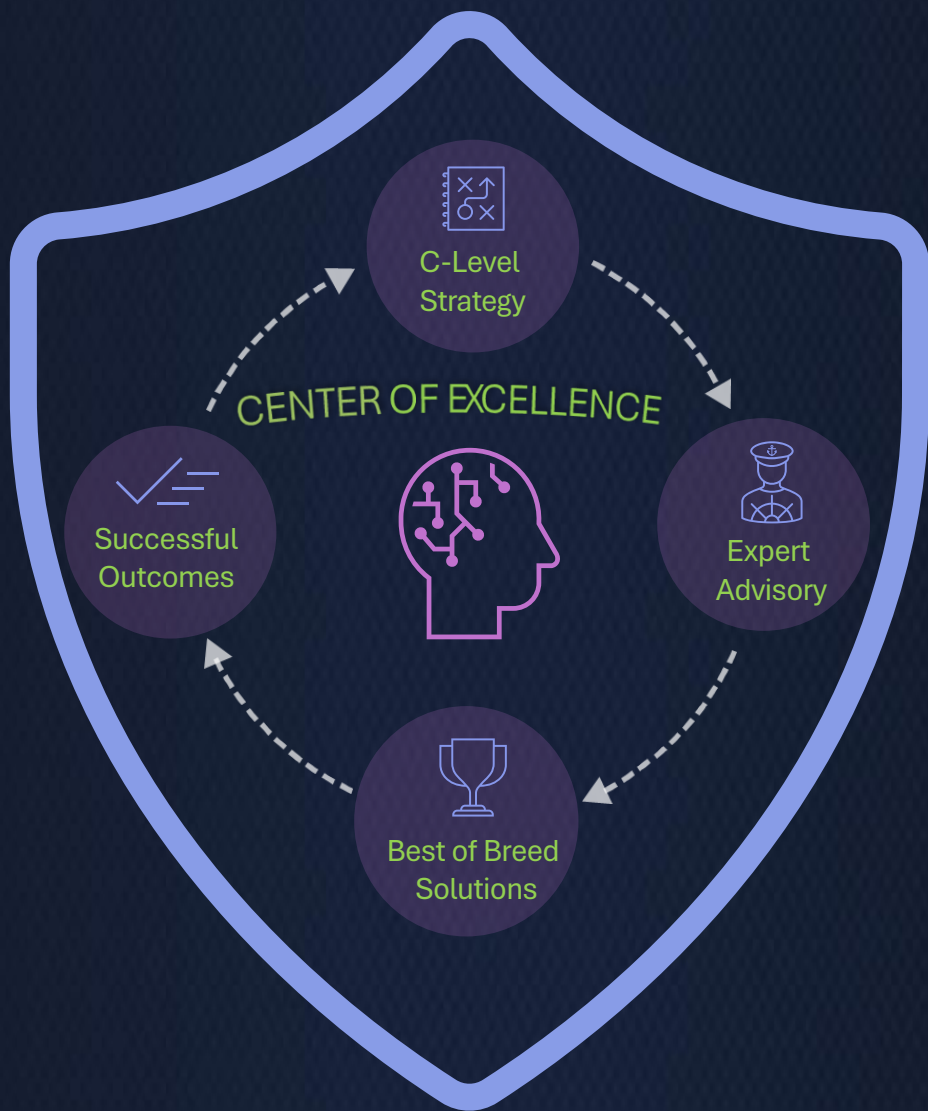 C-Level
Strategy
CENTER OF EXCELLENCE
Successful
Outcomes
Expert
Advisory
Best of Breed
Solutions